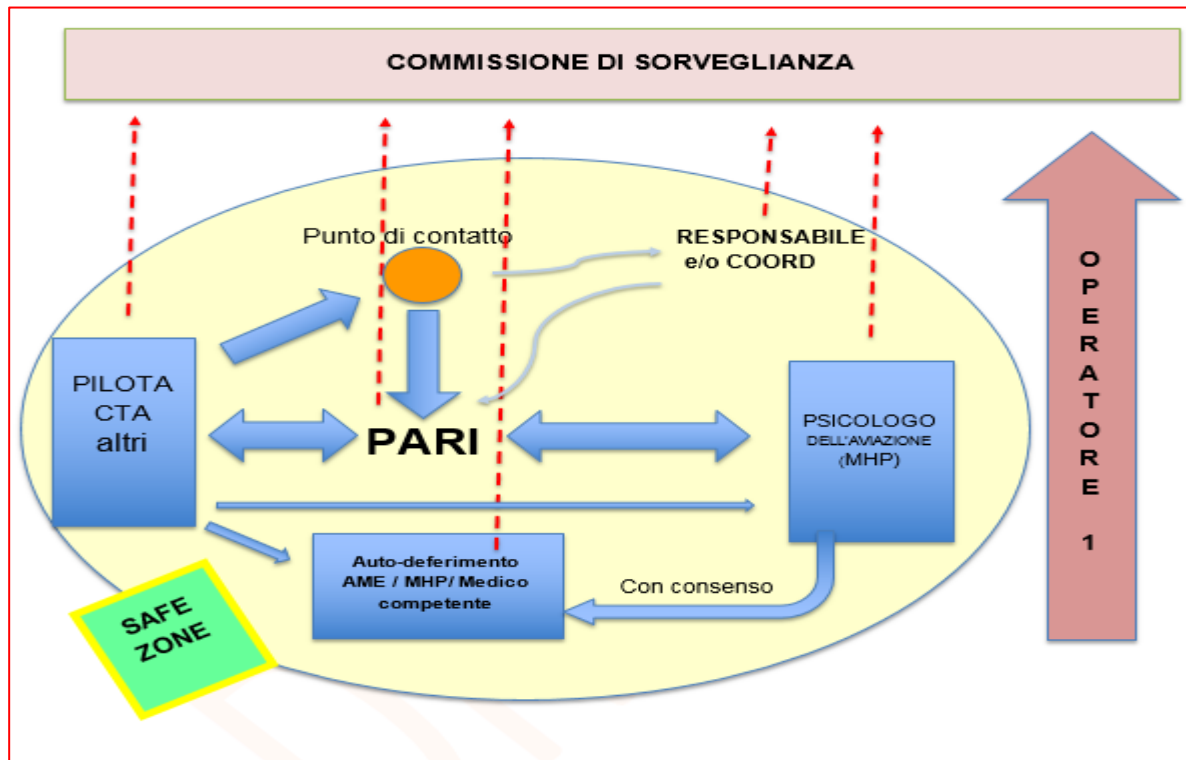 COMMISSIONE DI SORVEGLIANZA
Punto di contatto
RESPONSABILE
e/o COORD
OPERATORE 1
PILOTA
CTA
altri
PARI
PSICOLOGO
DELL'AVIAZIONE
(MHP)
Auto-deferimento
AME / MHP/ Medico
competente
Con consenso
SAFE
ZONE